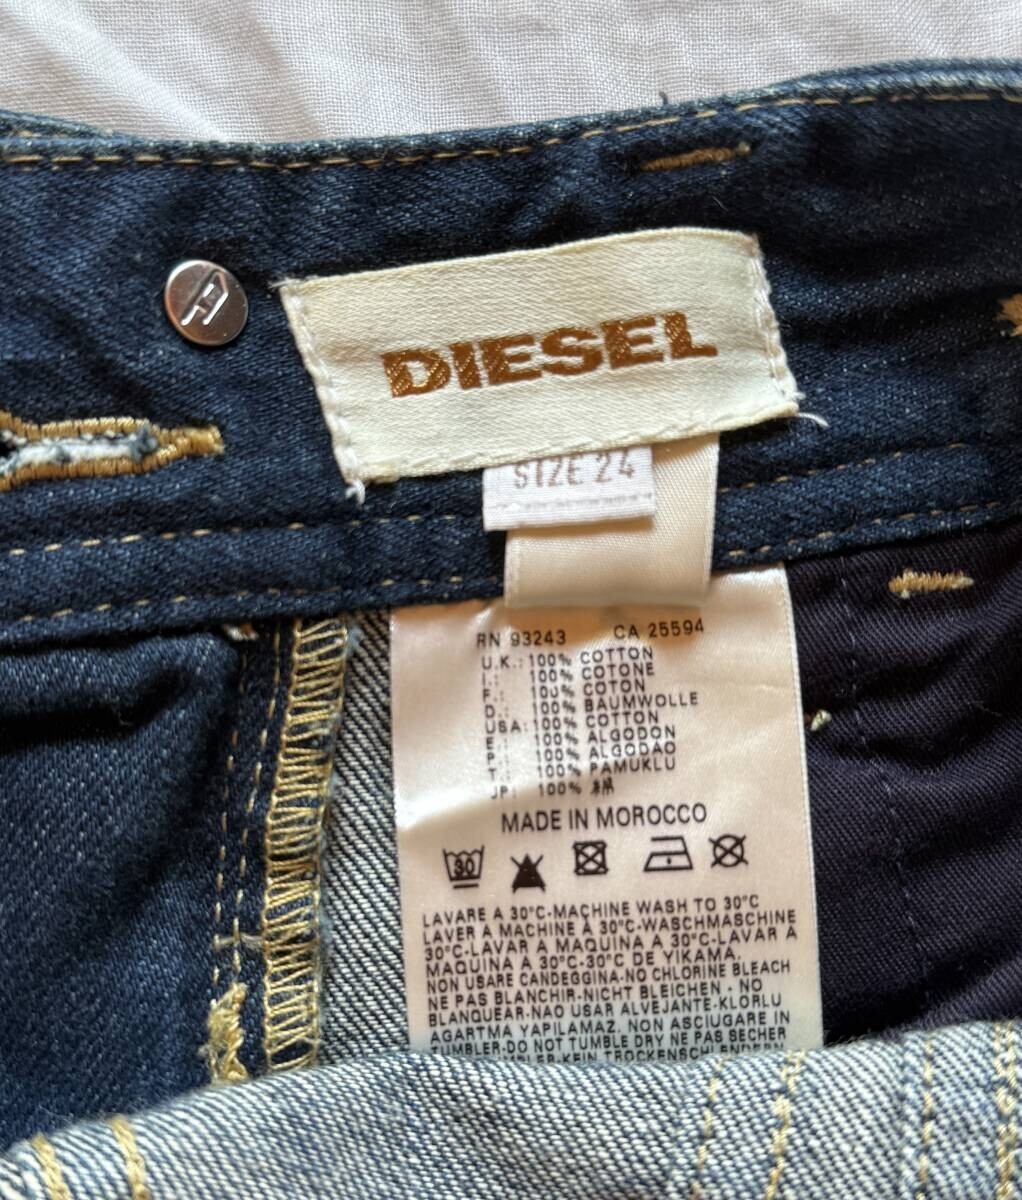 DIESEL
SIZE 24
RN 93243 CA 25594
U.K.: 100% COTTON
I.: 100% COTONE
F.: 100% COTON
D.: 100% BAUMWOLLE
USA: 100% COTTON
E.: 100% ALGODON
P.: 100% ALGODAO
T.: 100% PAMUKLU
JP: 100% 綿
MADE IN MOROCCO
30
LAVARE A 30°C-MACHINE WASH TO 30°C
LAVER A MACHINE A 30°C-WASCHMASCHINE
30°C-LAVAR A MAQUINA A 30°C-LAVAR A
MAQUINA A 30°C-30°C DE YIKAMA.
NON USARE CANDEGGINA-NO CHLORINE BLEACH
NE PAS BLANCHIR-NICHT BLEICHEN - NO
BLANQUEAR-NAO USAR ALVEJANTE-KLORLU
AGARTMA YAPILAMAZ. NON ASCIUGARE IN
TUMBLER-DO NOT TUMBLE DRY NE PAS SECHER
TROCKENSCHLENDERN